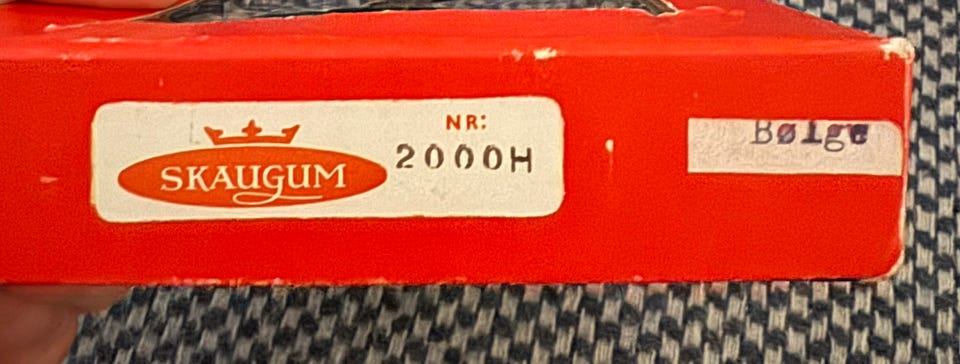 SKAUGUM
NR:
2000H
Bølge